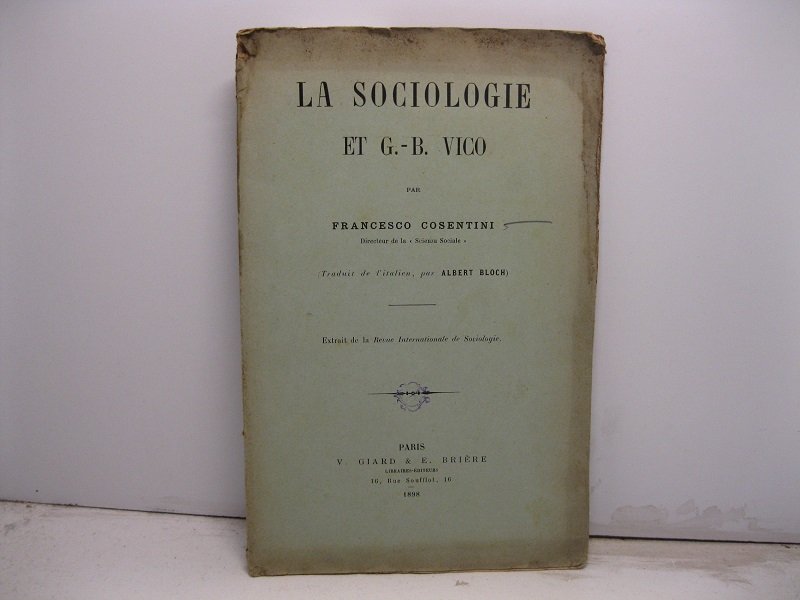 LA SOCIOLOGIE
ET G.-B. VICO
PAR
FRANCESCO COSENTINI
Directeur de la « Scienza Sociale »
(Traduit de l'italien, par ALBERT BLOCH)
Extrait de la Revue Internationale de Sociologie.
PARIS
V. GIARD & E. BRIÈRE
LIBRAIRES-ÉDITEURS
16, Rue Soufflot, 16
1898